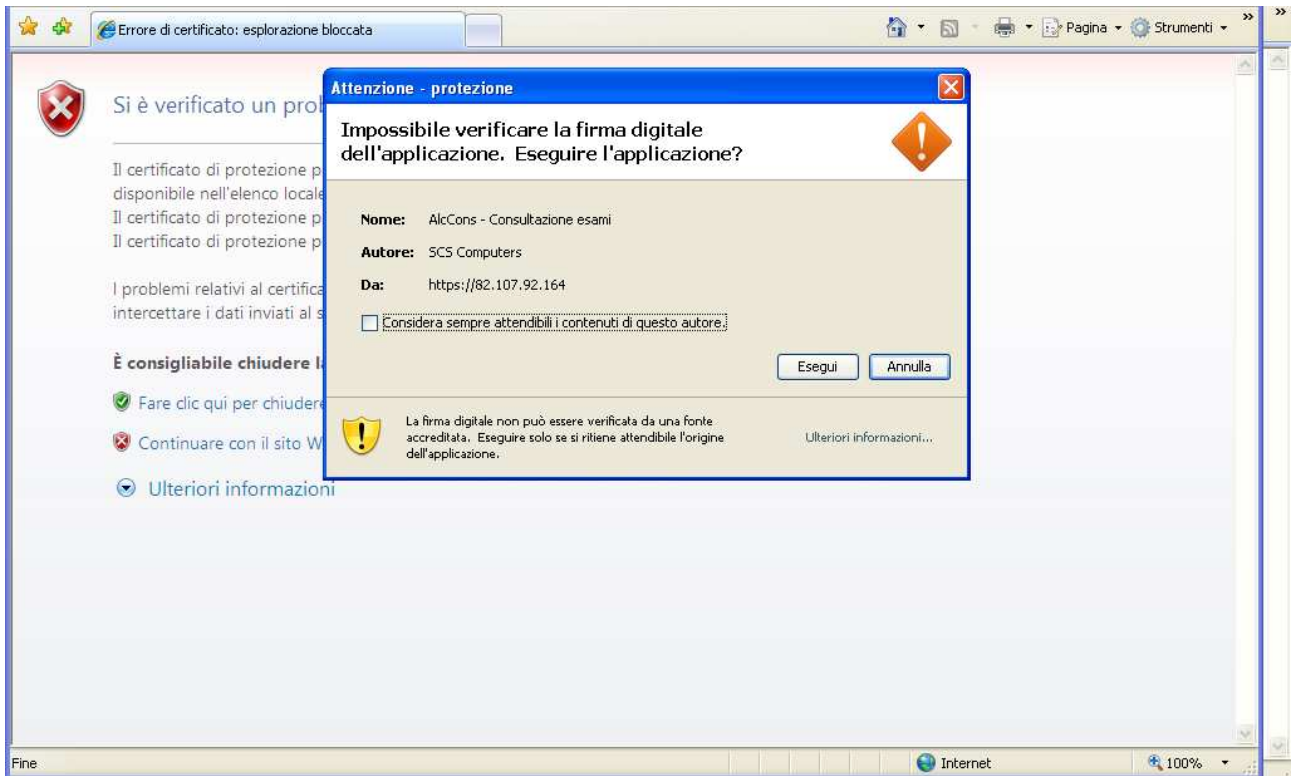 Errore di certificato: esplorazione bloccata
Pagina
Strumenti
Si è verificato un prob
Il certificato di protezione p
disponibile nell'elenco locale
Il certificato di protezione p
Il certificato di protezione p
I problemi relativi al certifica
intercettare i dati inviati al s
È consigliabile chiudere la
Fare clic qui per chiudere
Continuare con il sito W
Ulteriori informazioni
Attenzione - protezione
Impossibile verificare la firma digitale
dell'applicazione. Eseguire l'applicazione?
Nome: AlcCons - Consultazione esami
Autore: SCS Computers
Da: https://82.107.92.164
Considera sempre attendibili i contenuti di questo autore.
Esegui Annulla
La firma digitale non può essere verificata da una fonte
accreditata. Eseguire solo se si ritiene attendibile l'origine
dell'applicazione.
Ulteriori informazioni...
Fine
Internet
100%